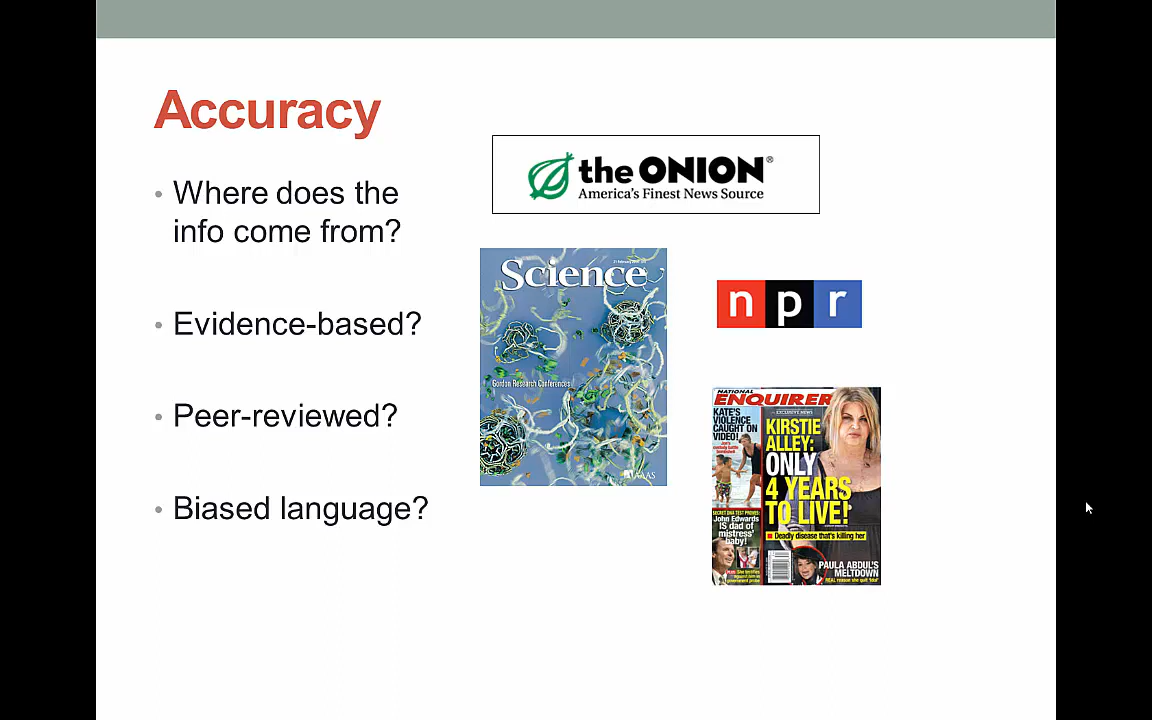 Accuracy
• Where does the
info come from?
• Evidence-based?
• Peer-reviewed?
• Biased language?
the ONION®
America's Finest News Source
Science
Gordon Research Conferences
AAAS
npr
NATIONAL
ENQUIRER
EXCLUSIVE NEWS
KATE'S
VIOLENCE
CAUGHT ON
VIDEO!
KIRSTIE
ALLEY:
ONLY
4 YEARS
TO LIVE!
Deadly disease that's killing her
SECRET DNA TEST PROVES:
John Edwards
IS dad of
mistress'
baby!
PAULA ABDUL'S
MELTDOWN
REAL reason she quit 'Idol'